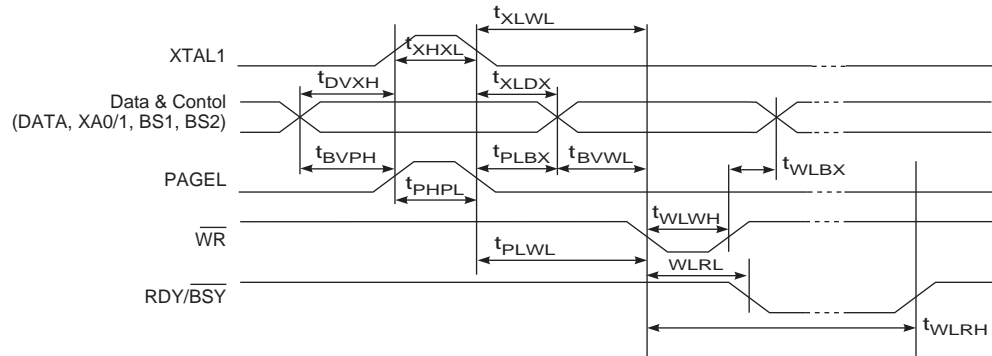 tXLWL
XTAL1
tXHXL
tDVXH
tXLDX
Data & Contol
(DATA, XA0/1, BS1, BS2)
tBVPH
tPLBX
tBVWL
tWLBX
PAGEL
tPHPL
WR
tWLWH
tPLWL
WLRL
RDY/BSY
tWLRH